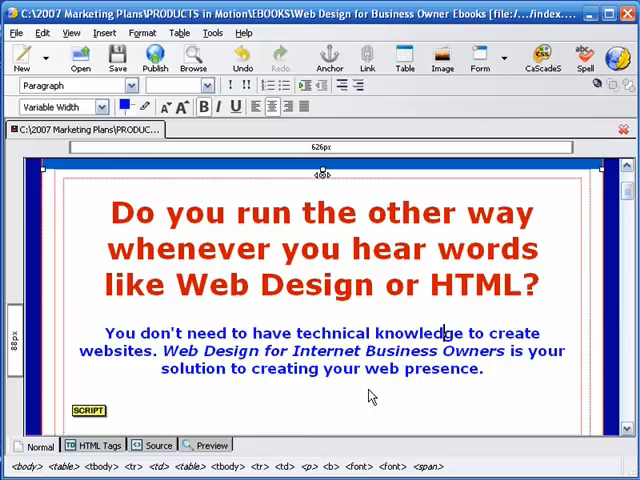 C:\2007 Marketing Plans\PRODUCTS in Motion\EBOOKS\Web Design for Business Owner Ebooks [file:/.../index....
File Edit View Insert Format Table Tools Help
New Open Save Publish Browse Undo Redo Anchor Link Table Image Form CaScadeS Spell
Paragraph
Variable Width B I U
C:\2007 Marketing Plans\PRODUC...
626px
Do you run the other way
whenever you hear words
like Web Design or HTML?
You don't need to have technical knowledge to create
websites. Web Design for Internet Business Owners is your
solution to creating your web presence.
88px
SCRIPT
Normal TD HTML Tags Source Preview
<body> <table> <tbody> <tr> <td> <table> <tbody> <tr> <td> <p> <b> <font> <font> <span>